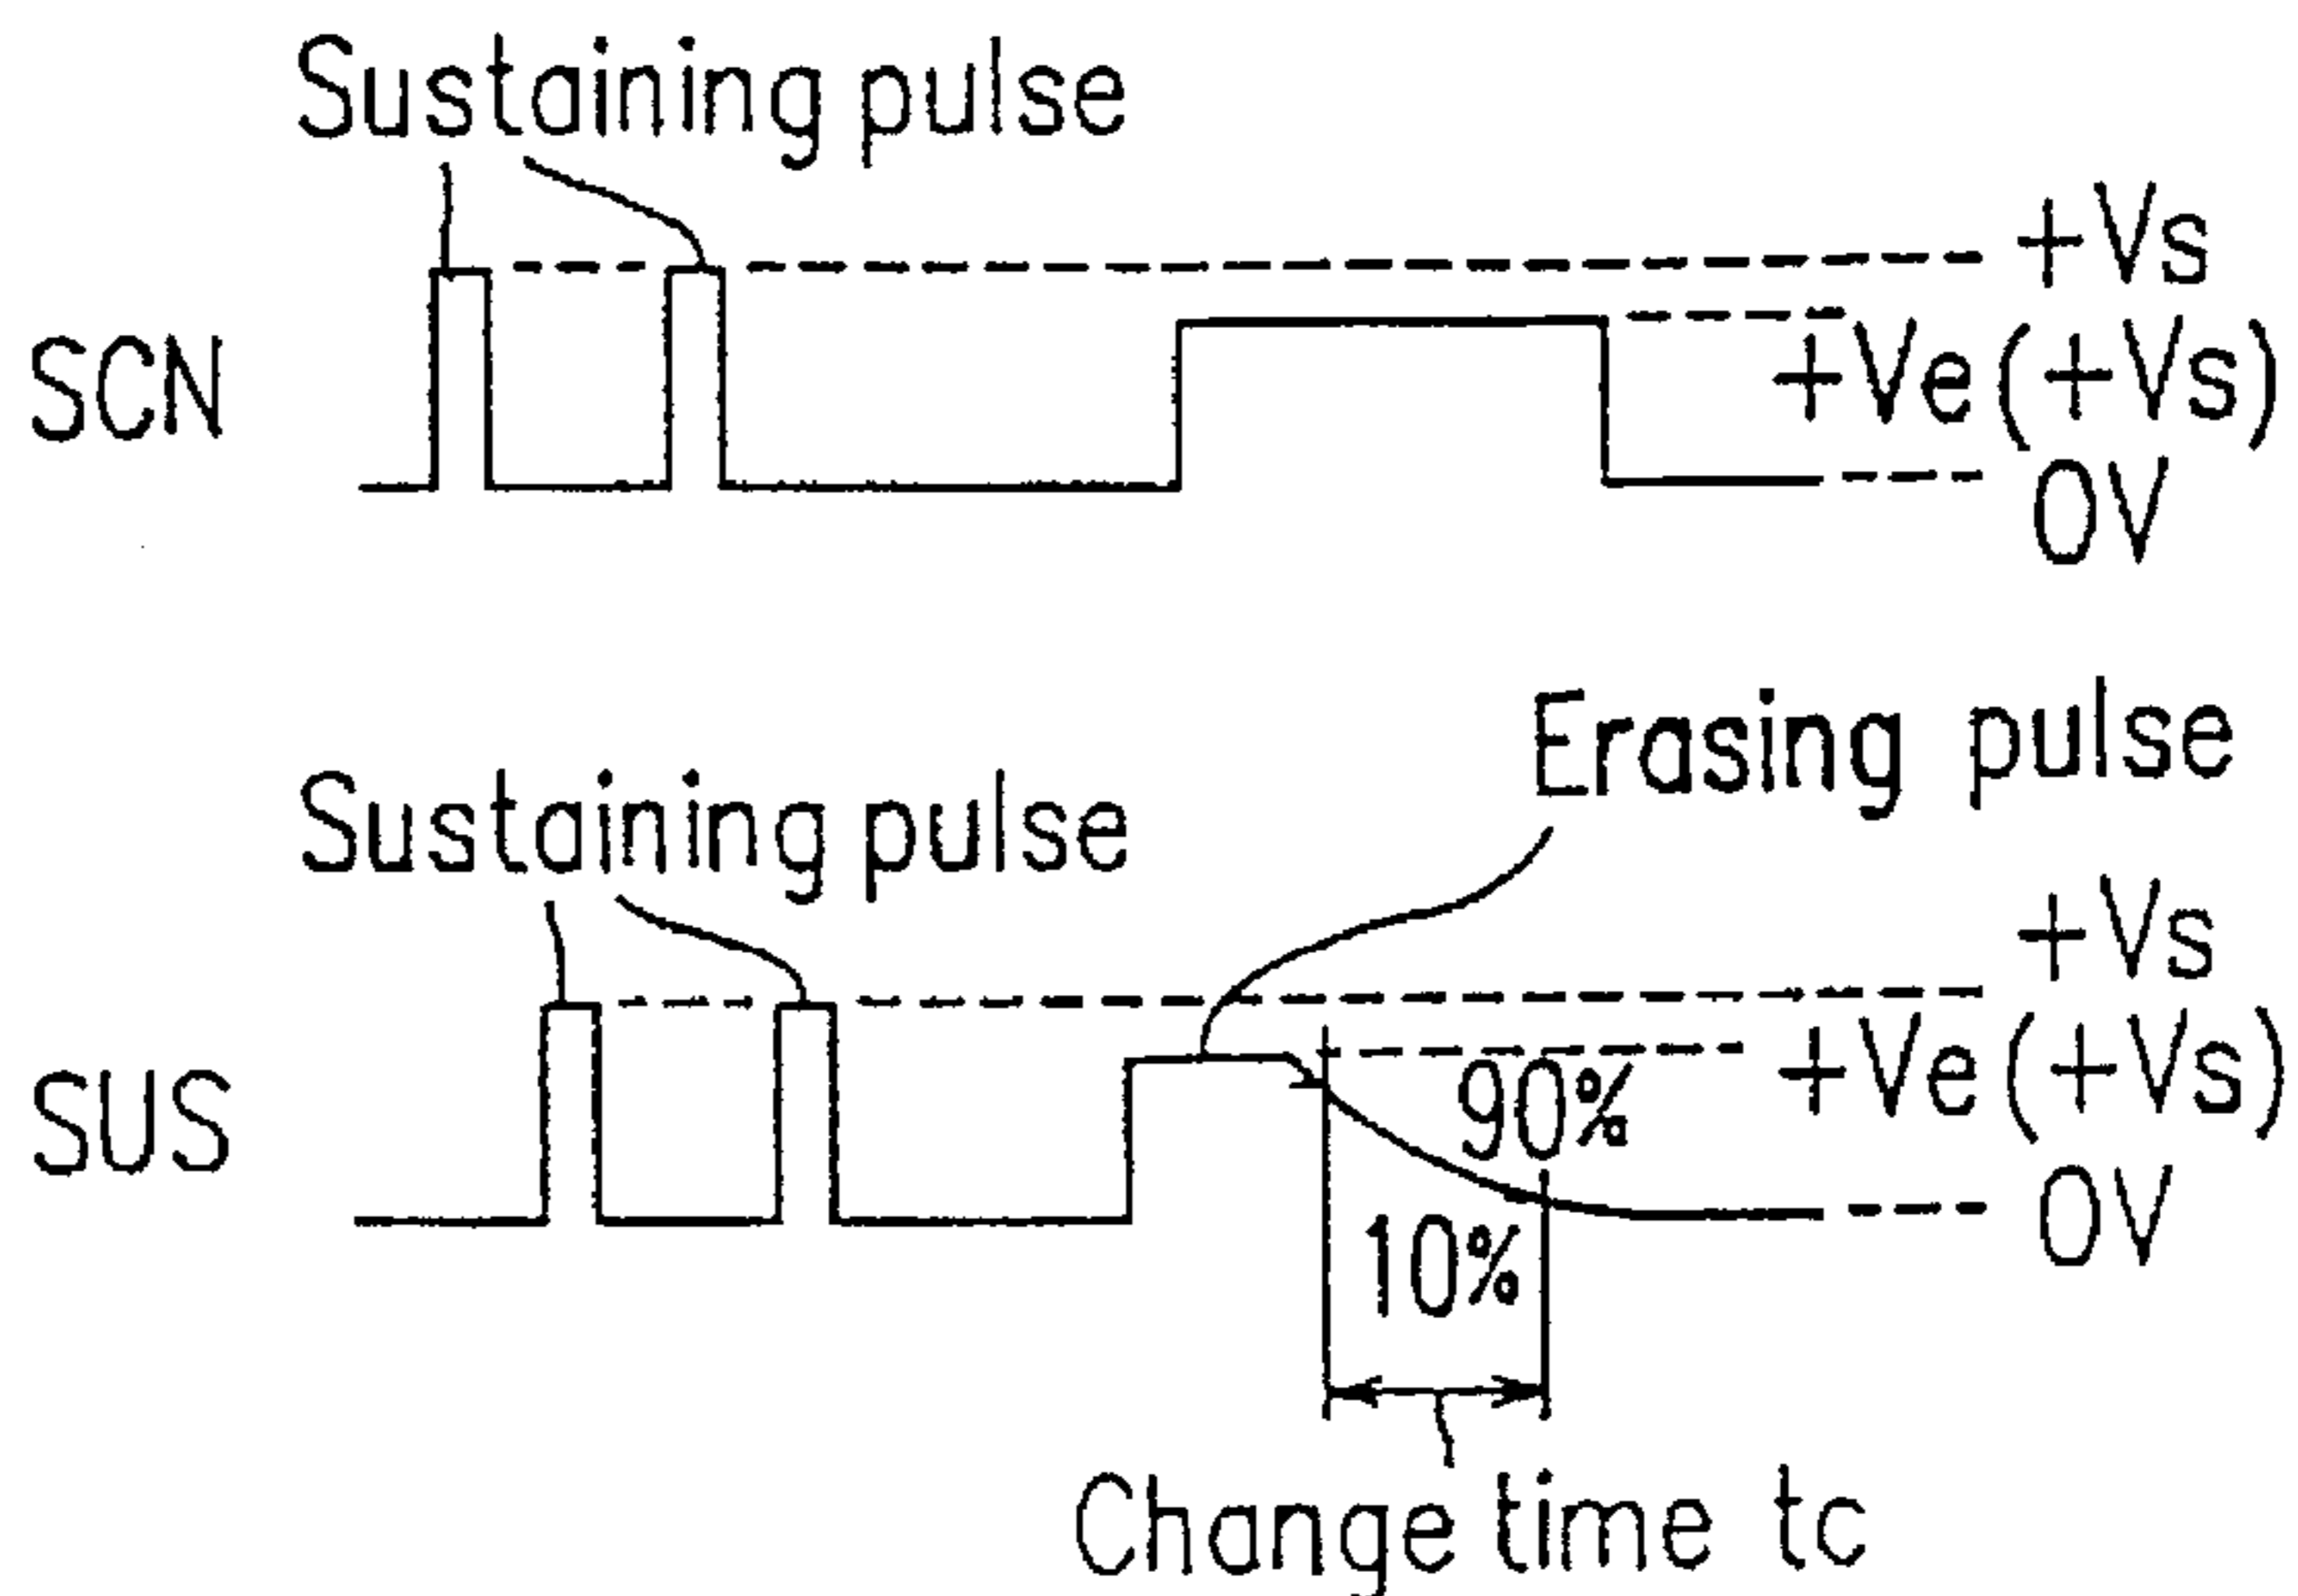 Sustaining pulse
+Vs
SCN
+Ve(+Vs)
0V
Erasing pulse
Sustaining pulse
+Vs
SUS
+Ve(+Vs)
90%
0V
10%
Change time tc